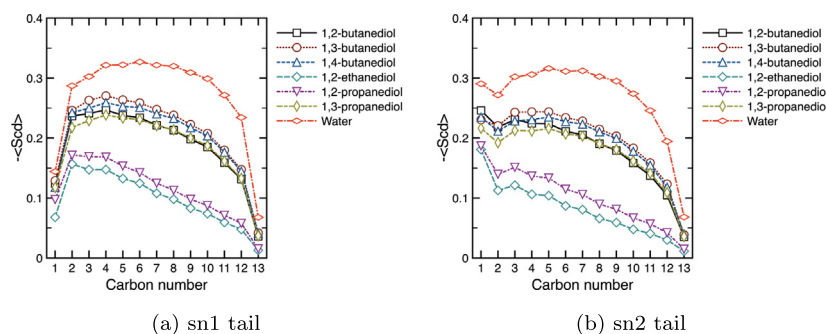 0.4
0.3
0.2
0.1
0
-<Scd>
1 2 3 4 5 6 7 8 9 10 11 12 13
Carbon number
1,2-butanediol
1,3-butanediol
1,4-butanediol
1,2-ethanediol
1,2-propanediol
1,3-propanediol
Water
(a) sn1 tail
0.4
0.3
0.2
0.1
0
-<Scd>
1 2 3 4 5 6 7 8 9 10 11 12 13
Carbon number
1,2-butanediol
1,3-butanediol
1,4-butanediol
1,2-ethanediol
1,2-propanedio
1,3-propanedio
Water
(b) sn2 tail